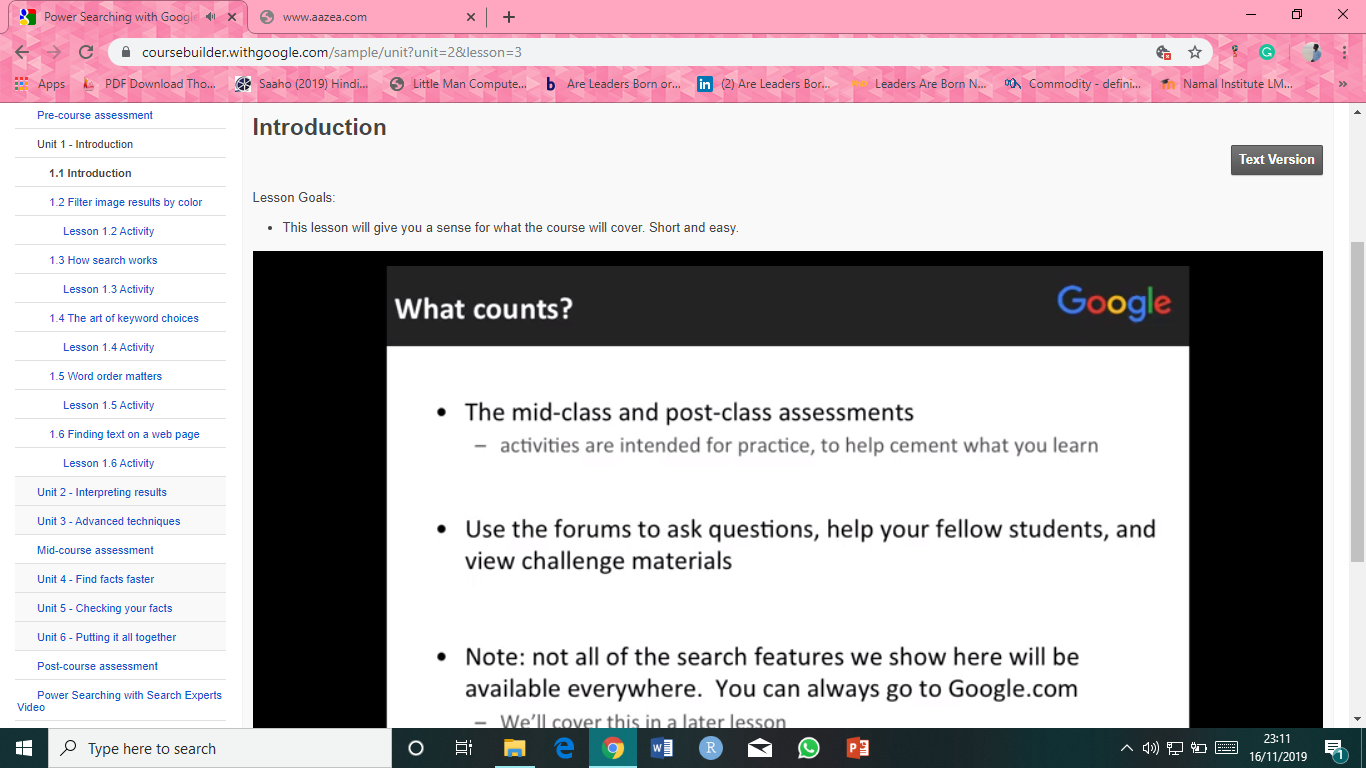 Power Searching with Googl
www.aazea.com
coursebuilder.withgoogle.com/sample/unit?unit=2&lesson=3
Apps
PDF Download Tho...
Saaho (2019) Hindi...
Little Man Compute...
Are Leaders Born or...
(2) Are Leaders Bor...
Leaders Are Born N...
Commodity - defini...
Namal Institute LM...
Pre-course assessment
Unit 1 - Introduction
1.1 Introduction
1.2 Filter image results by color
Lesson 1.2 Activity
1.3 How search works
Lesson 1.3 Activity
1.4 The art of keyword choices
Lesson 1.4 Activity
1.5 Word order matters
Lesson 1.5 Activity
1.6 Finding text on a web page
Lesson 1.6 Activity
Unit 2 - Interpreting results
Unit 3 - Advanced techniques
Mid-course assessment
Unit 4 - Find facts faster
Unit 5 - Checking your facts
Unit 6 - Putting it all together
Post-course assessment
Power Searching with Search Experts
Video
Introduction
Text Version
Lesson Goals:
• This lesson will give you a sense for what the course will cover. Short and easy.
What counts?
Google
• The mid-class and post-class assessments
– activities are intended for practice, to help cement what you learn
• Use the forums to ask questions, help your fellow students, and
view challenge materials
• Note: not all of the search features we show here will be
available everywhere. You can always go to Google.com
– We'll cover this in a later lesson
Type here to search
23:11
16/11/2019
1